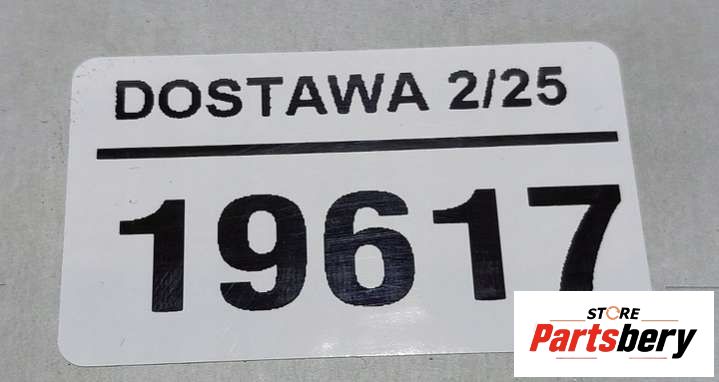 DOSTAWA 2/25
19617
STORE
Partsbery